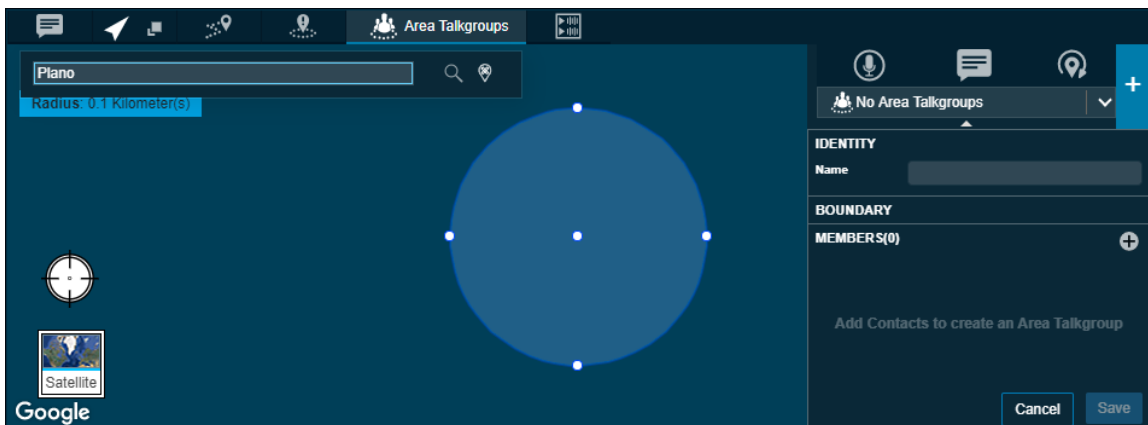 Area Talkgroups
Plano
Radius: 0.1 Kilometer(s)
No Area Talkgroups
IDENTITY
Name
BOUNDARY
MEMBERS(0)
Add Contacts to create an Area Talkgroup
Satellite
Google
Cancel
Save